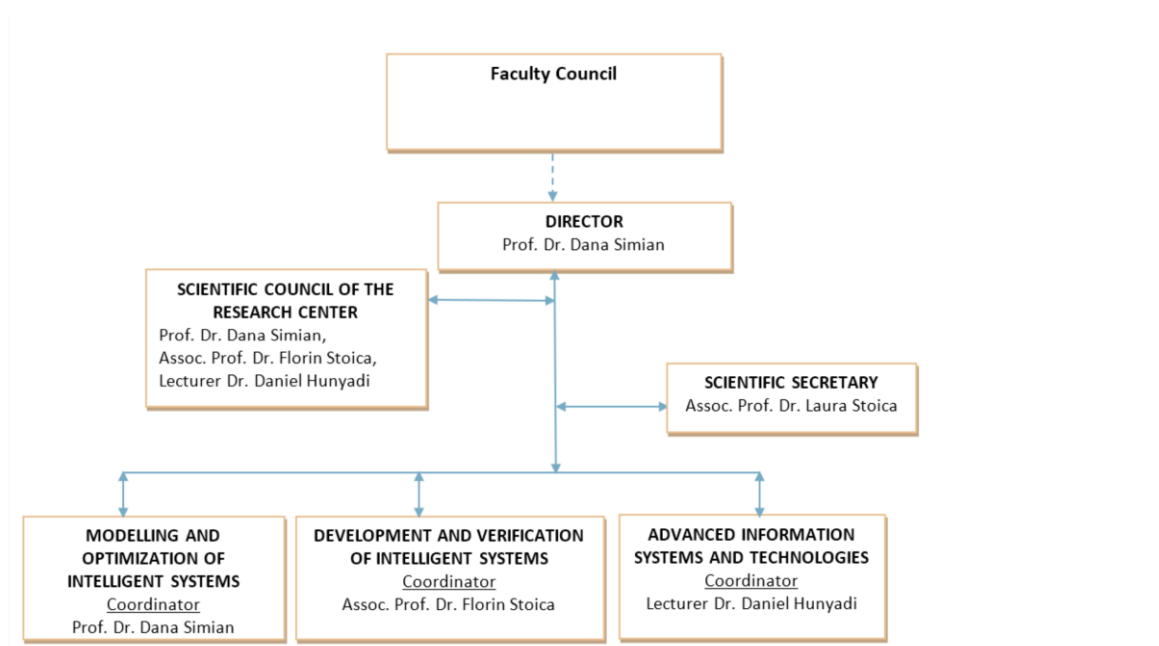 Faculty Council
DIRECTOR
Prof. Dr. Dana Simian
SCIENTIFIC COUNCIL OF THE
RESEARCH CENTER
Prof. Dr. Dana Simian,
Assoc. Prof. Dr. Florin Stoica,
Lecturer Dr. Daniel Hunyadi
SCIENTIFIC SECRETARY
Assoc. Prof. Dr. Laura Stoica
MODELLING AND
OPTIMIZATION OF
INTELLIGENT SYSTEMS
Coordinator
Prof. Dr. Dana Simian
DEVELOPMENT AND VERIFICATION
OF INTELLIGENT SYSTEMS
Coordinator
Assoc. Prof. Dr. Florin Stoica
ADVANCED INFORMATION
SYSTEMS AND TECHNOLOGIES
Coordinator
Lecturer Dr. Daniel Hunyadi